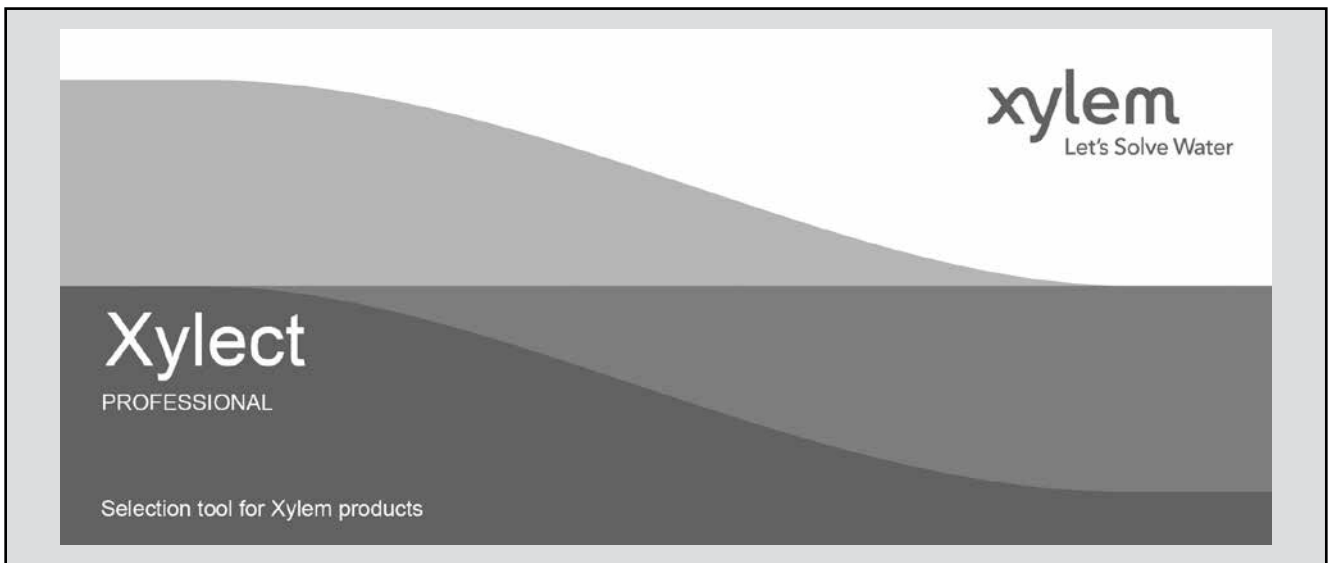 xylem
Let's Solve Water
Xylect
PROFESSIONAL
Selection tool for Xylem products